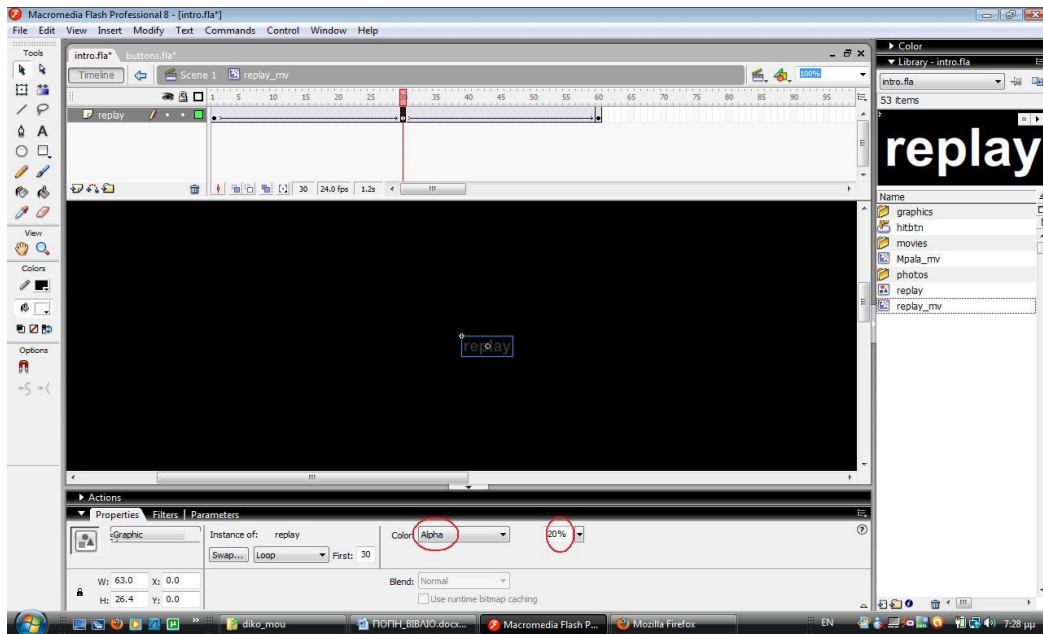 Macromedia Flash Professional 8 - [intro.fla*]
File Edit View Insert Modify Text Commands Control Window Help
Tools
View
Colors
Options
intro.fla* buttons.fla*
Timeline Scene 1 replay_mv 100%
1 5 10 15 20 25 30 35 40 45 50 55 60 65 70 75 80 85 90 95
replay
30 24.0 fps 1.2s
replay
Actions
Properties Filters | Parameters
Graphic Instance of: replay Color: Alpha 20%
Swap... Loop First: 30
W: 63.0 X: 0.0 Blend: Normal
H: 26.4 Y: 0.0 Use runtime bitmap caching
Color
Library - intro.fla
intro.fla
53 items
replay
Name
graphics
hitbtn
movies
Mpala_mv
photos
replay
replay_mv
diko_mou ΠΟΠΗ_ΒΙΒΛΙΟ.docx... Macromedia Flash P... Mozilla Firefox EN 7:28 μμ